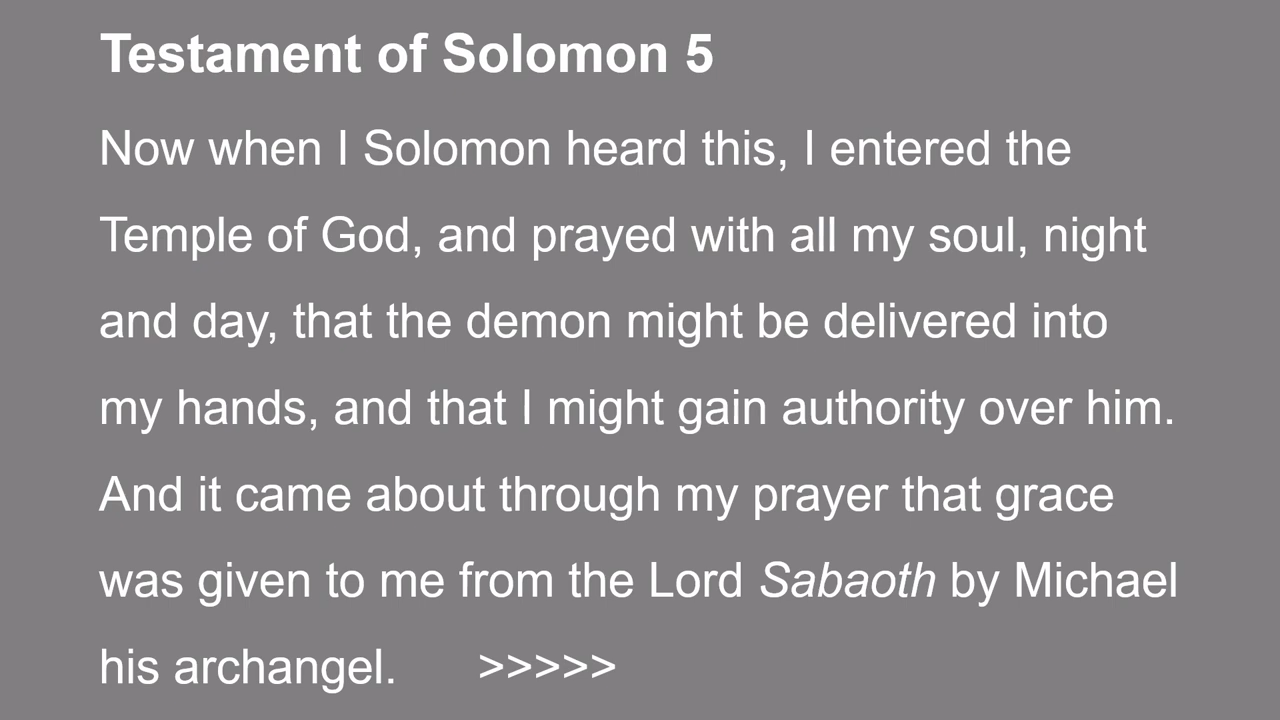 Testament of Solomon 5
Now when I Solomon heard this, I entered the
Temple of God, and prayed with all my soul, night
and day, that the demon might be delivered into
my hands, and that I might gain authority over him.
And it came about through my prayer that grace
was given to me from the Lord Sabaoth by Michael
his archangel. >>>>>